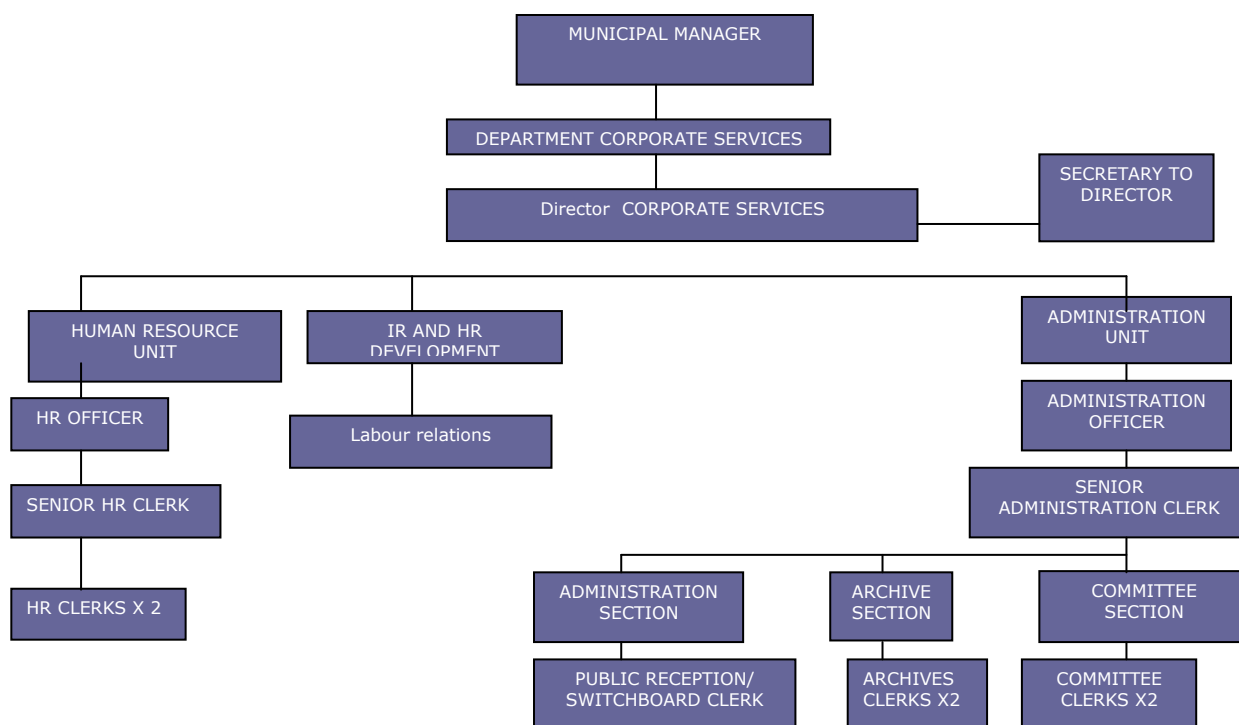 MUNICIPAL MANAGER
DEPARTMENT CORPORATE SERVICES
Director  CORPORATE SERVICES
SECRETARY TO
DIRECTOR
HUMAN RESOURCE
UNIT
IR AND HR
DEVELOPMENT
ADMINISTRATION
UNIT
HR OFFICER
Labour relations
ADMINISTRATION
OFFICER
SENIOR HR CLERK
SENIOR
ADMINISTRATION CLERK
HR CLERKS X 2
ADMINISTRATION
SECTION
ARCHIVE
SECTION
COMMITTEE
SECTION
PUBLIC RECEPTION/
SWITCHBOARD CLERK
ARCHIVES
CLERKS X2
COMMITTEE
CLERKS X2